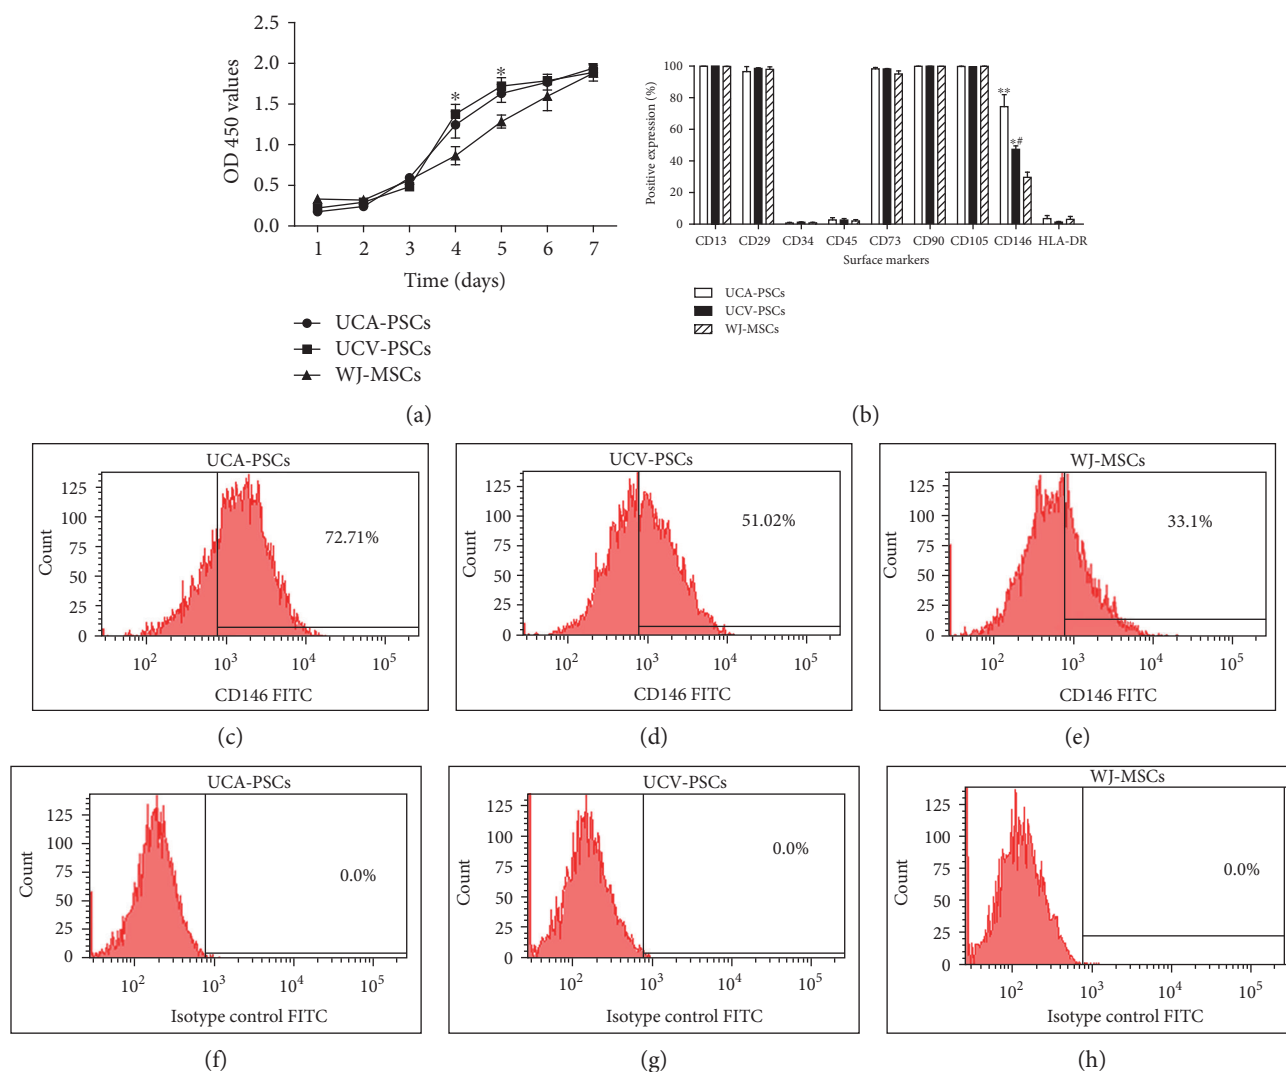 2.5
2.0
1.5
1.0
0.5
0.0
OD 450 values
* *
1 2 3 4 5 6 7
Time (days)
UCA-PSCs
UCV-PSCs
WJ-MSCs
(a)
100
80
60
40
20
0
Positive expression (%)
**
*#
CD13 CD29 CD34 CD45 CD73 CD90 CD105 CD146 HLA-DR
Surface markers
UCA-PSCs
UCV-PSCs
WJ-MSCs
(b)
UCA-PSCs
125
100
75
50
25
0
Count
72.71%
10² 10³ 10⁴ 10⁵
CD146 FITC
(c)
UCV-PSCs
125
100
75
50
25
0
Count
51.02%
10² 10³ 10⁴ 10⁵
CD146 FITC
(d)
WJ-MSCs
125
100
75
50
25
0
Count
33.1%
10² 10³ 10⁴ 10⁵
CD146 FITC
(e)
UCA-PSCs
125
100
75
50
25
0
Count
0.0%
10² 10³ 10⁴ 10⁵
Isotype control FITC
(f)
UCV-PSCs
125
100
75
50
25
0
Count
0.0%
10² 10³ 10⁴ 10⁵
Isotype control FITC
(g)
WJ-MSCs
125
100
75
50
25
0
Count
0.0%
10² 10³ 10⁴ 10⁵
Isotype control FITC
(h)